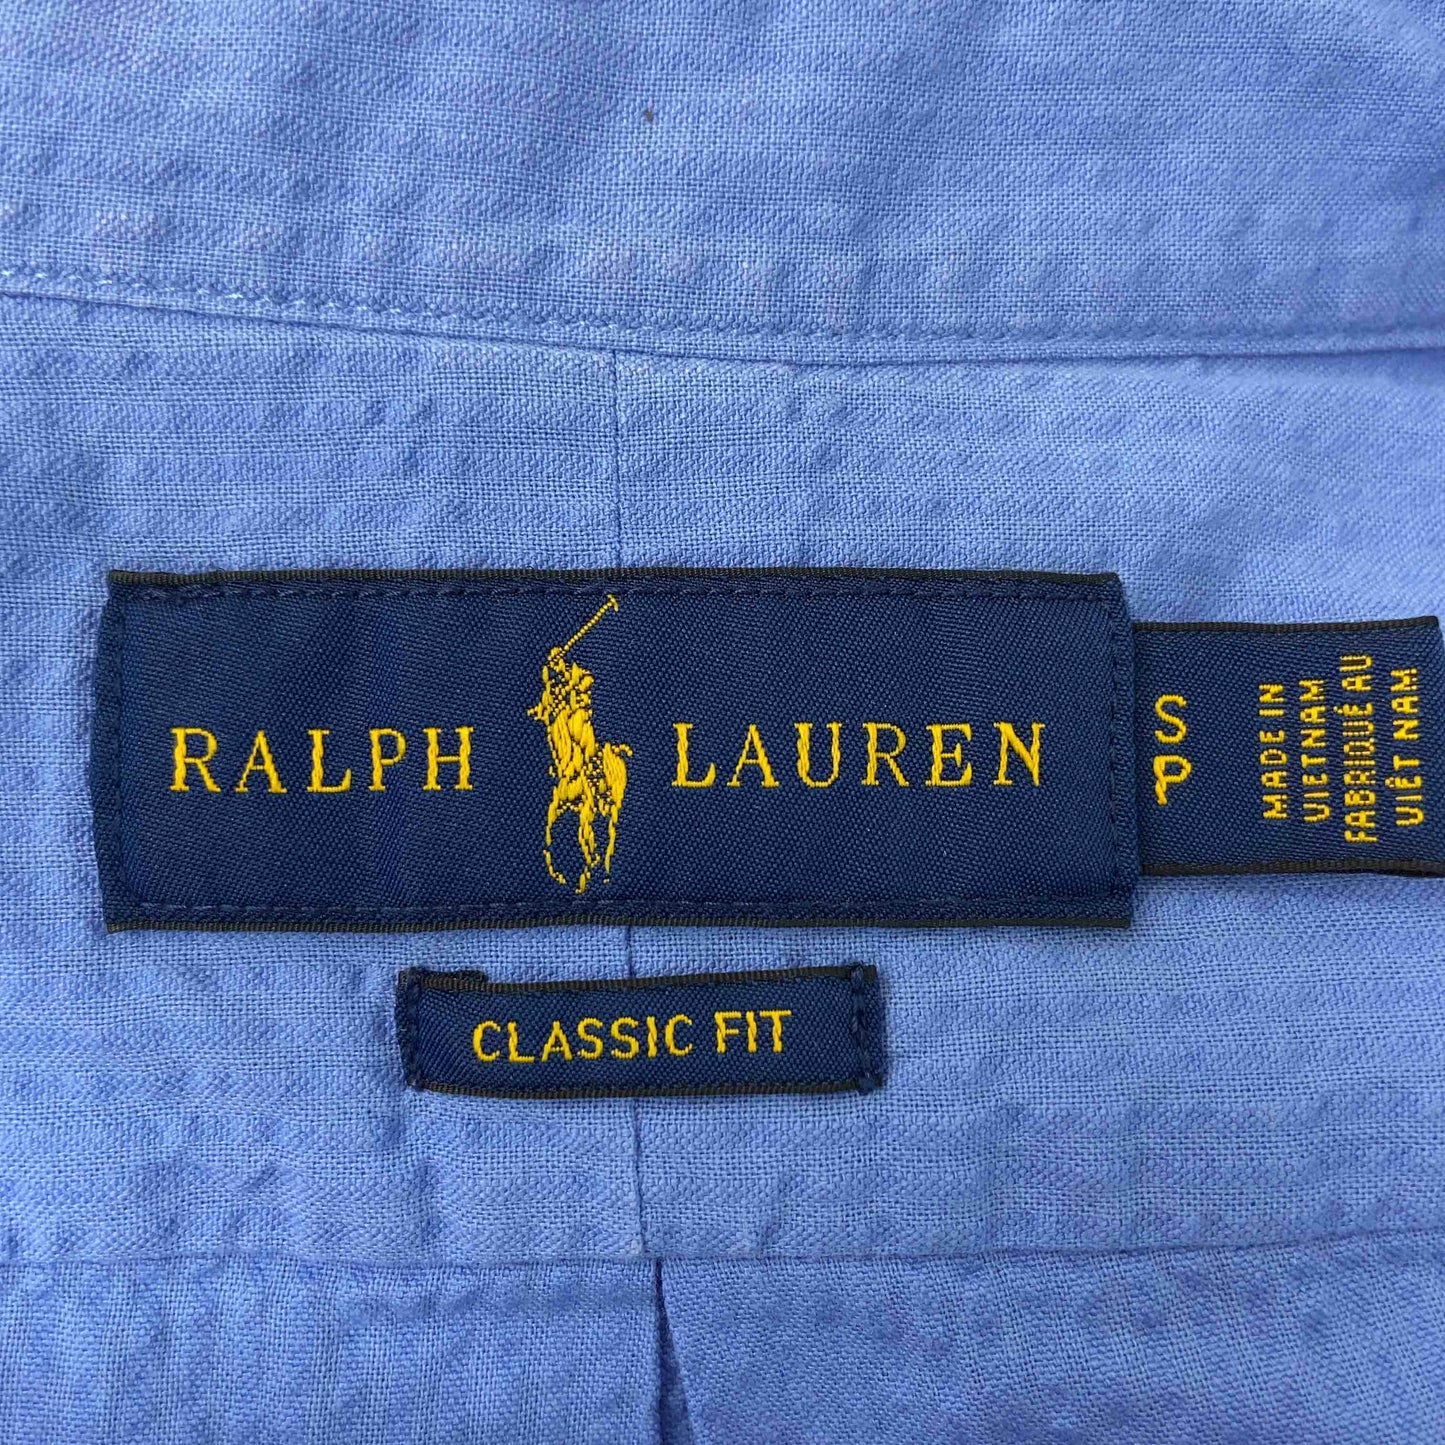 RALPH LAUREN
S
P
MADE IN
VIETNAM
FABRIQUÉ AU
VIÊT NAM
CLASSIC FIT